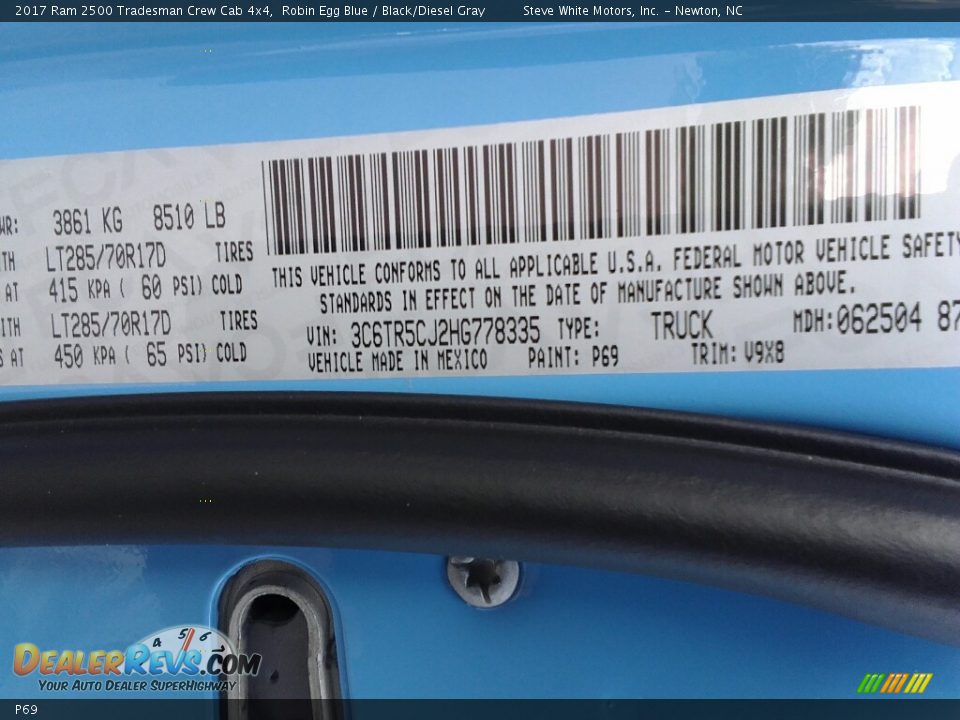 2017 Ram 2500 Tradesman Crew Cab 4x4, Robin Egg Blue / Black/Diesel Gray Steve White Motors, Inc. – Newton, NC
WR: 3861 KG 8510 LB
TH LT285/70R17D TIRES
AT 415 KPA ( 60 PSI) COLD
ITH LT285/70R17D TIRES
S AT 450 KPA ( 65 PSI) COLD
THIS VEHICLE CONFORMS TO ALL APPLICABLE U.S.A. FEDERAL MOTOR VEHICLE SAFETY
STANDARDS IN EFFECT ON THE DATE OF MANUFACTURE SHOWN ABOVE.
VIN: 3C6TR5CJ2HG778335 TYPE: TRUCK MDH: 062504 87
VEHICLE MADE IN MEXICO PAINT: P69 TRIM: V9X8
4 5 6
DealerRevs.com
Your Auto Dealer SuperHighway
P69